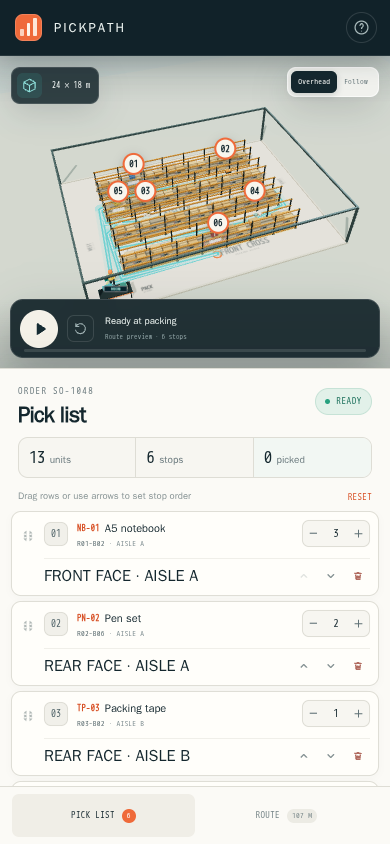 PICKPATH
24 × 18 m
Overhead Follow
02
01
05 03 04
06
FRONT CROSS
PACK
Ready at packing
Route preview · 6 stops
ORDER SO-1048
Pick list
READY
13 units 6 stops 0 picked
Drag rows or use arrows to set stop order RESET
01 NB-01 A5 notebook − 3 +
R01-B02 · AISLE A
FRONT FACE · AISLE A
02 PN-02 Pen set − 2 +
R02-B06 · AISLE A
REAR FACE · AISLE A
03 TP-03 Packing tape − 1 +
R03-B02 · AISLE B
REAR FACE · AISLE B
PICK LIST 6 ROUTE 107 M